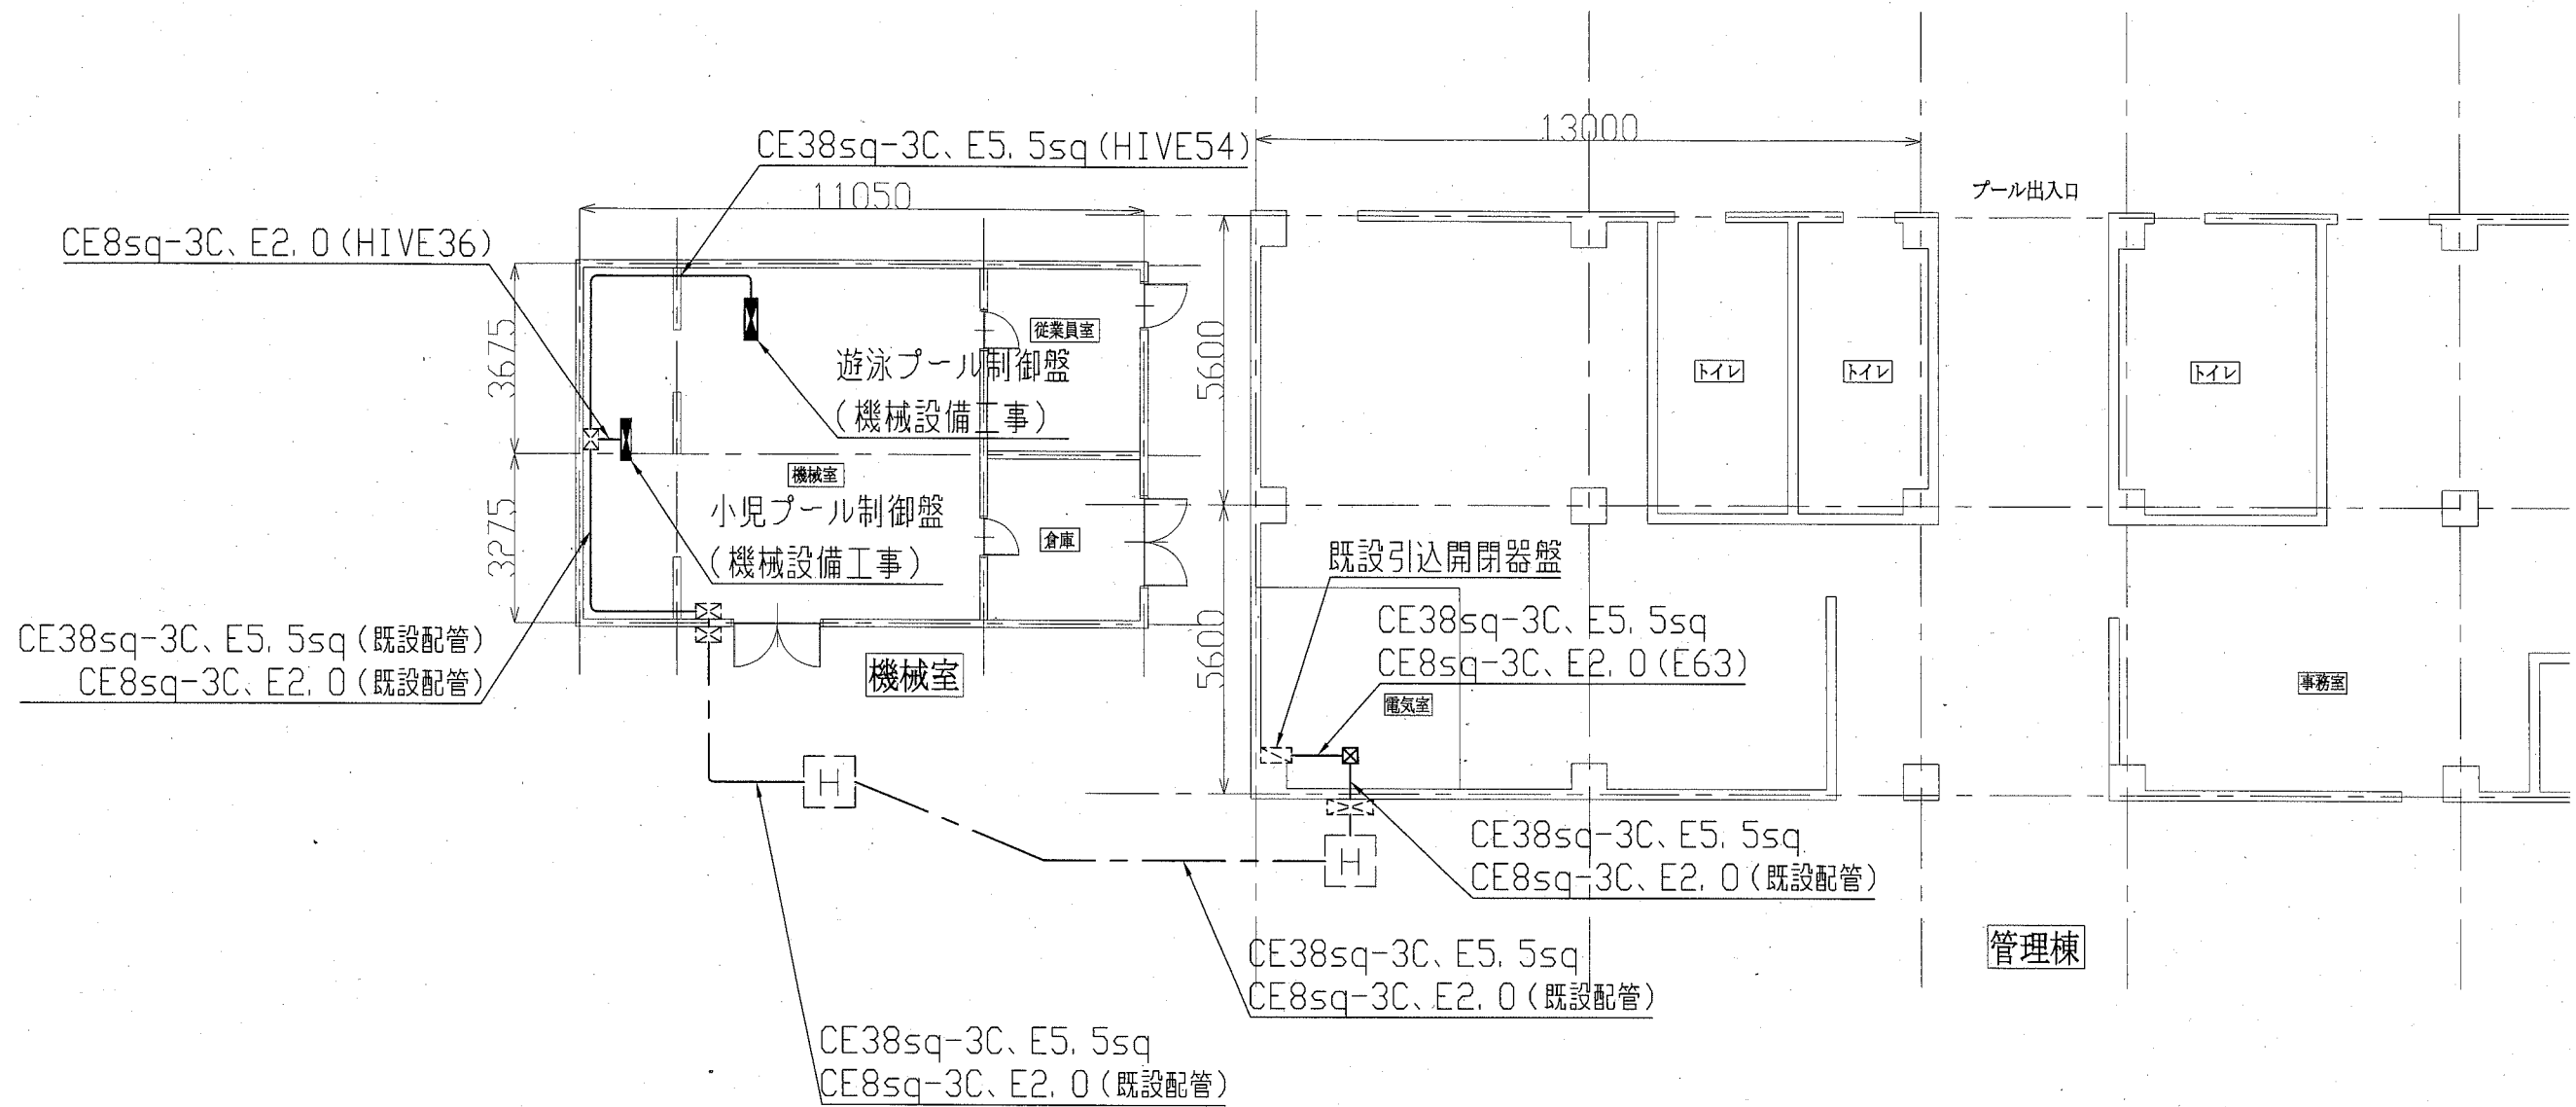 CE38sq-3C、E5.5sq(HIVE54)
13000
プール出入口
11050
CE8sq-3C、E2.0(HIVE36)
3675
従業員室
5600
遊泳プール制御盤
(機械設備工事)
トイレ
トイレ
トイレ
機械室
小児プール制御盤
(機械設備工事)
3275
倉庫
既設引込開閉器盤
CE38sq-3C、E5.5sq
CE8sq-3C、E2.0(E63)
5600
CE38sq-3C、E5.5sq(既設配管)
CE8sq-3C、E2.0(既設配管)
機械室
電気室
事務室
H
H
CE38sq-3C、E5.5sq
CE8sq-3C、E2.0(既設配管)
管理棟
CE38sq-3C、E5.5sq
CE8sq-3C、E2.0(既設配管)
CE38sq-3C、E5.5sq
CE8sq-3C、E2.0(既設配管)